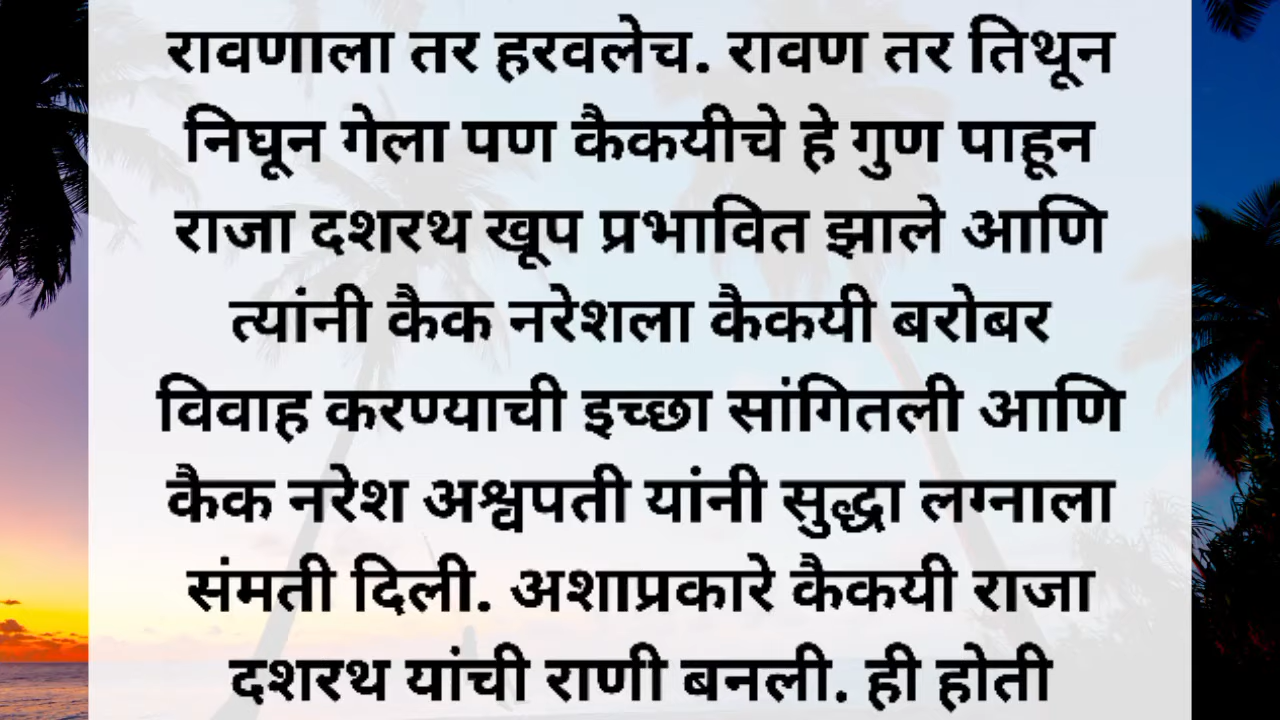 रावणाला तर हरवलेच. रावण तर तिथून
निघून गेला पण कैकयीचे हे गुण पाहून
राजा दशरथ खूप प्रभावित झाले आणि
त्यांनी कैक नरेशला कैकयी बरोबर
विवाह करण्याची इच्छा सांगितली आणि
कैक नरेश अश्वपती यांनी सुद्धा लग्नाला
संमती दिली. अशाप्रकारे कैकयी राजा
दशरथ यांची राणी बनली. ही होती